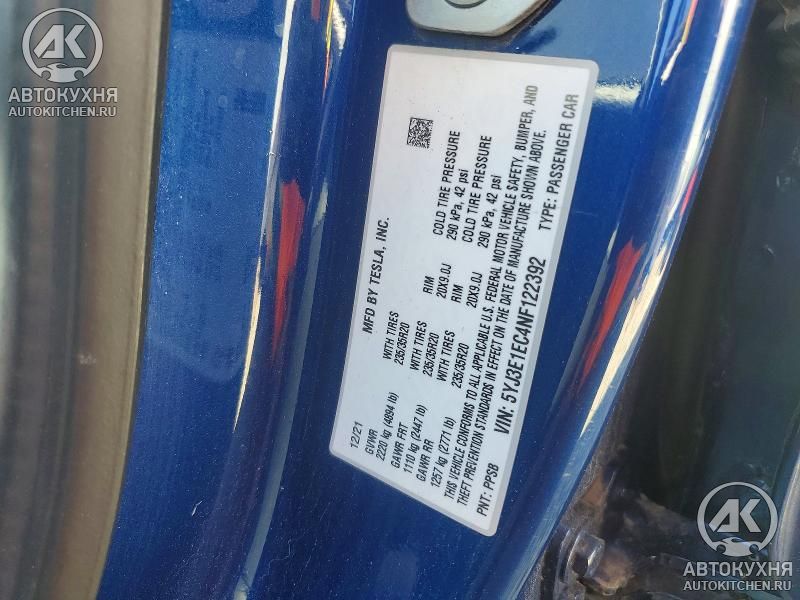 AK
АВТОКУХНЯ
AUTOKITCHEN.RU
MFD BY TESLA, INC.
12/21
GVWR WITH TIRES RIM COLD TIRE PRESSURE
2220 kg (4894 lb) 235/35R20 20X9.0J 290 kPa, 42 psi
GAWR FRT WITH TIRES RIM COLD TIRE PRESSURE
1110 kg (2447 lb) 235/35R20 20X9.0J 290 kPa, 42 psi
GAWR RR WITH TIRES
1257 kg (2771 lb) 235/35R20
THIS VEHICLE CONFORMS TO ALL APPLICABLE U.S. FEDERAL MOTOR VEHICLE SAFETY, BUMPER, AND
THEFT PREVENTION STANDARDS IN EFFECT ON THE DATE OF MANUFACTURE SHOWN ABOVE.
VIN: 5YJ3E1EC4NF122392
PNT: PPSB TYPE: PASSENGER CAR
AK
АВТОКУХНЯ
AUTOKITCHEN.RU